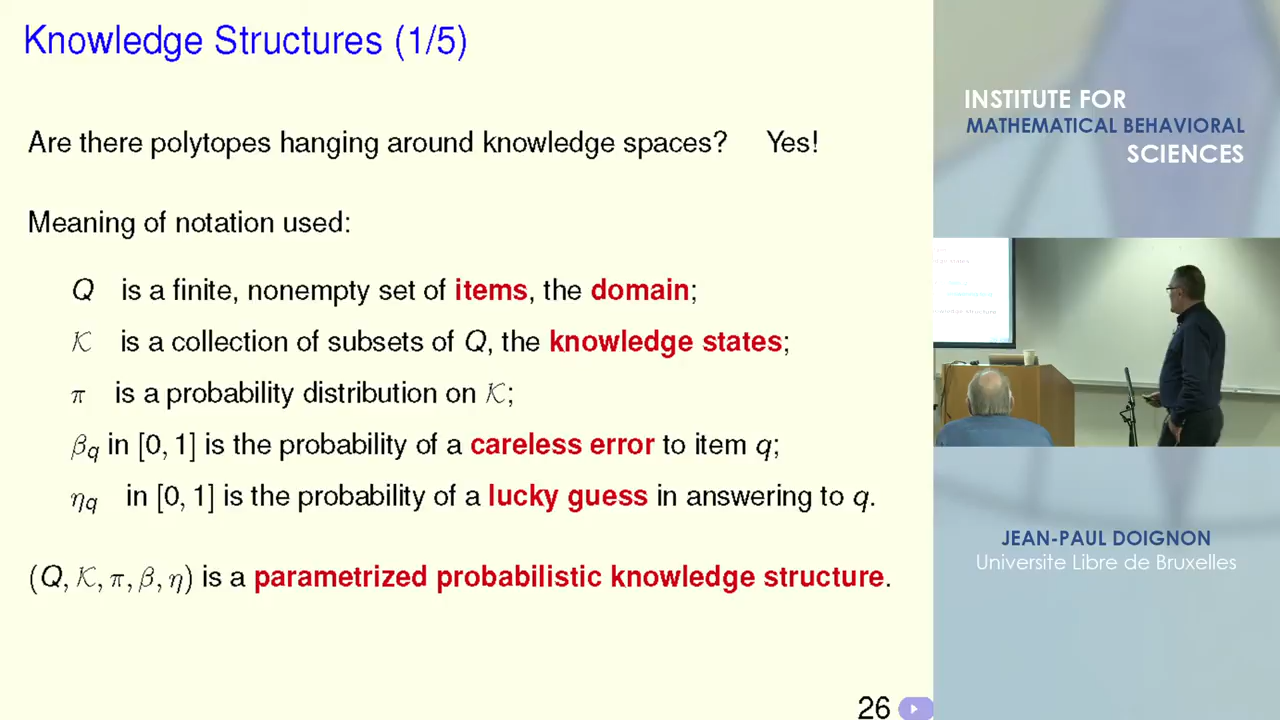 Knowledge Structures (1/5)
Are there polytopes hanging around knowledge spaces? Yes!
Meaning of notation used:
Q is a finite, nonempty set of items, the domain;
𝒦 is a collection of subsets of Q, the knowledge states;
π is a probability distribution on 𝒦;
β_q in [0, 1] is the probability of a careless error to item q;
η_q in [0, 1] is the probability of a lucky guess in answering to q.
(Q, 𝒦, π, β, η) is a parametrized probabilistic knowledge structure.
26
INSTITUTE FOR
MATHEMATICAL BEHAVIORAL
SCIENCES
JEAN-PAUL DOIGNON
Universite Libre de Bruxelles